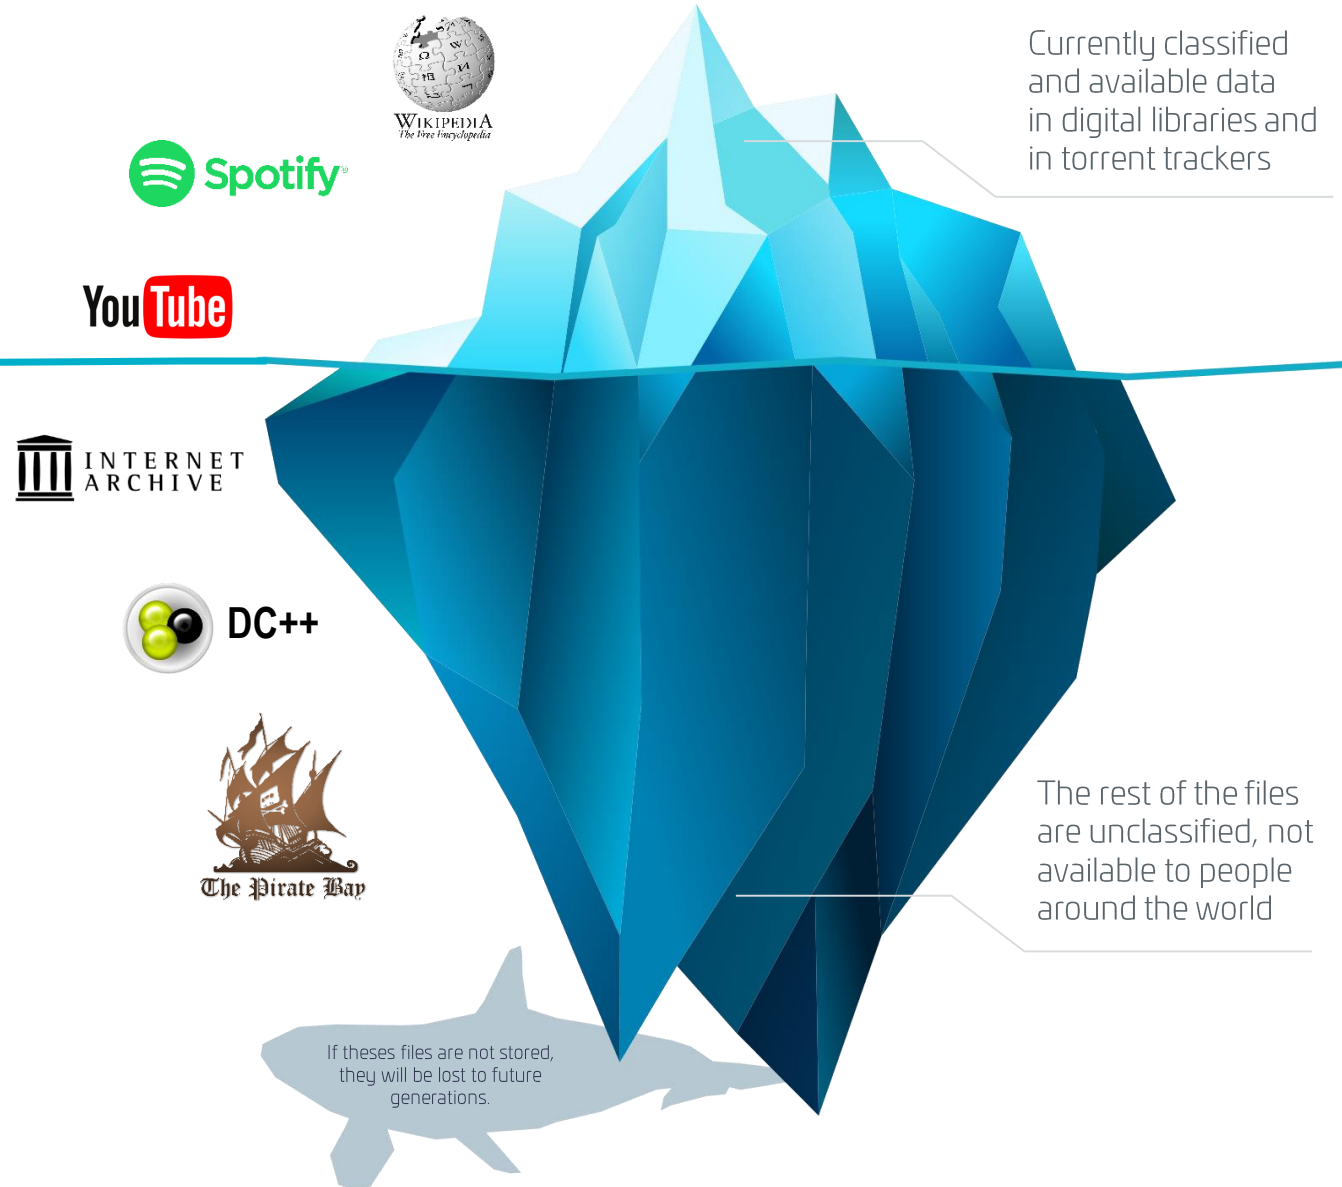 WIKIPEDIA
The Free Encyclopedia
Currently classified
and available data
in digital libraries and
in torrent trackers
Spotify
YouTube
INTERNET
ARCHIVE
DC++
The Pirate Bay
The rest of the files
are unclassified, not
available to people
around the world
If theses files are not stored,
they will be lost to future
generations.